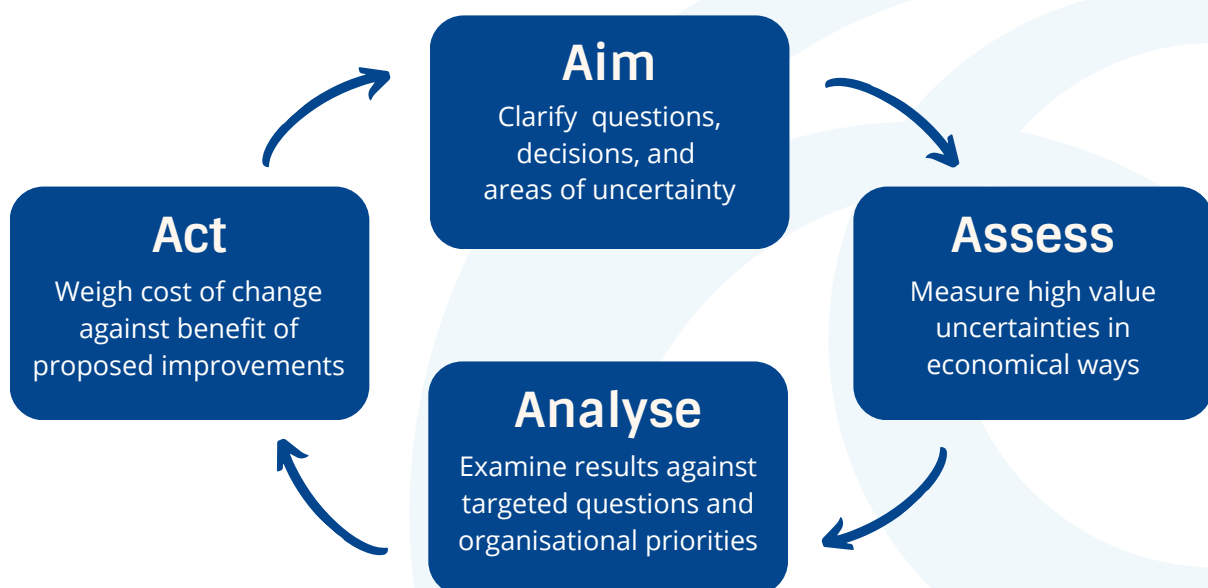 Aim
Clarify questions,
decisions, and
areas of uncertainty
Assess
Measure high value
uncertainties in
economical ways
Analyse
Examine results against
targeted questions and
organisational priorities
Act
Weigh cost of change
against benefit of
proposed improvements